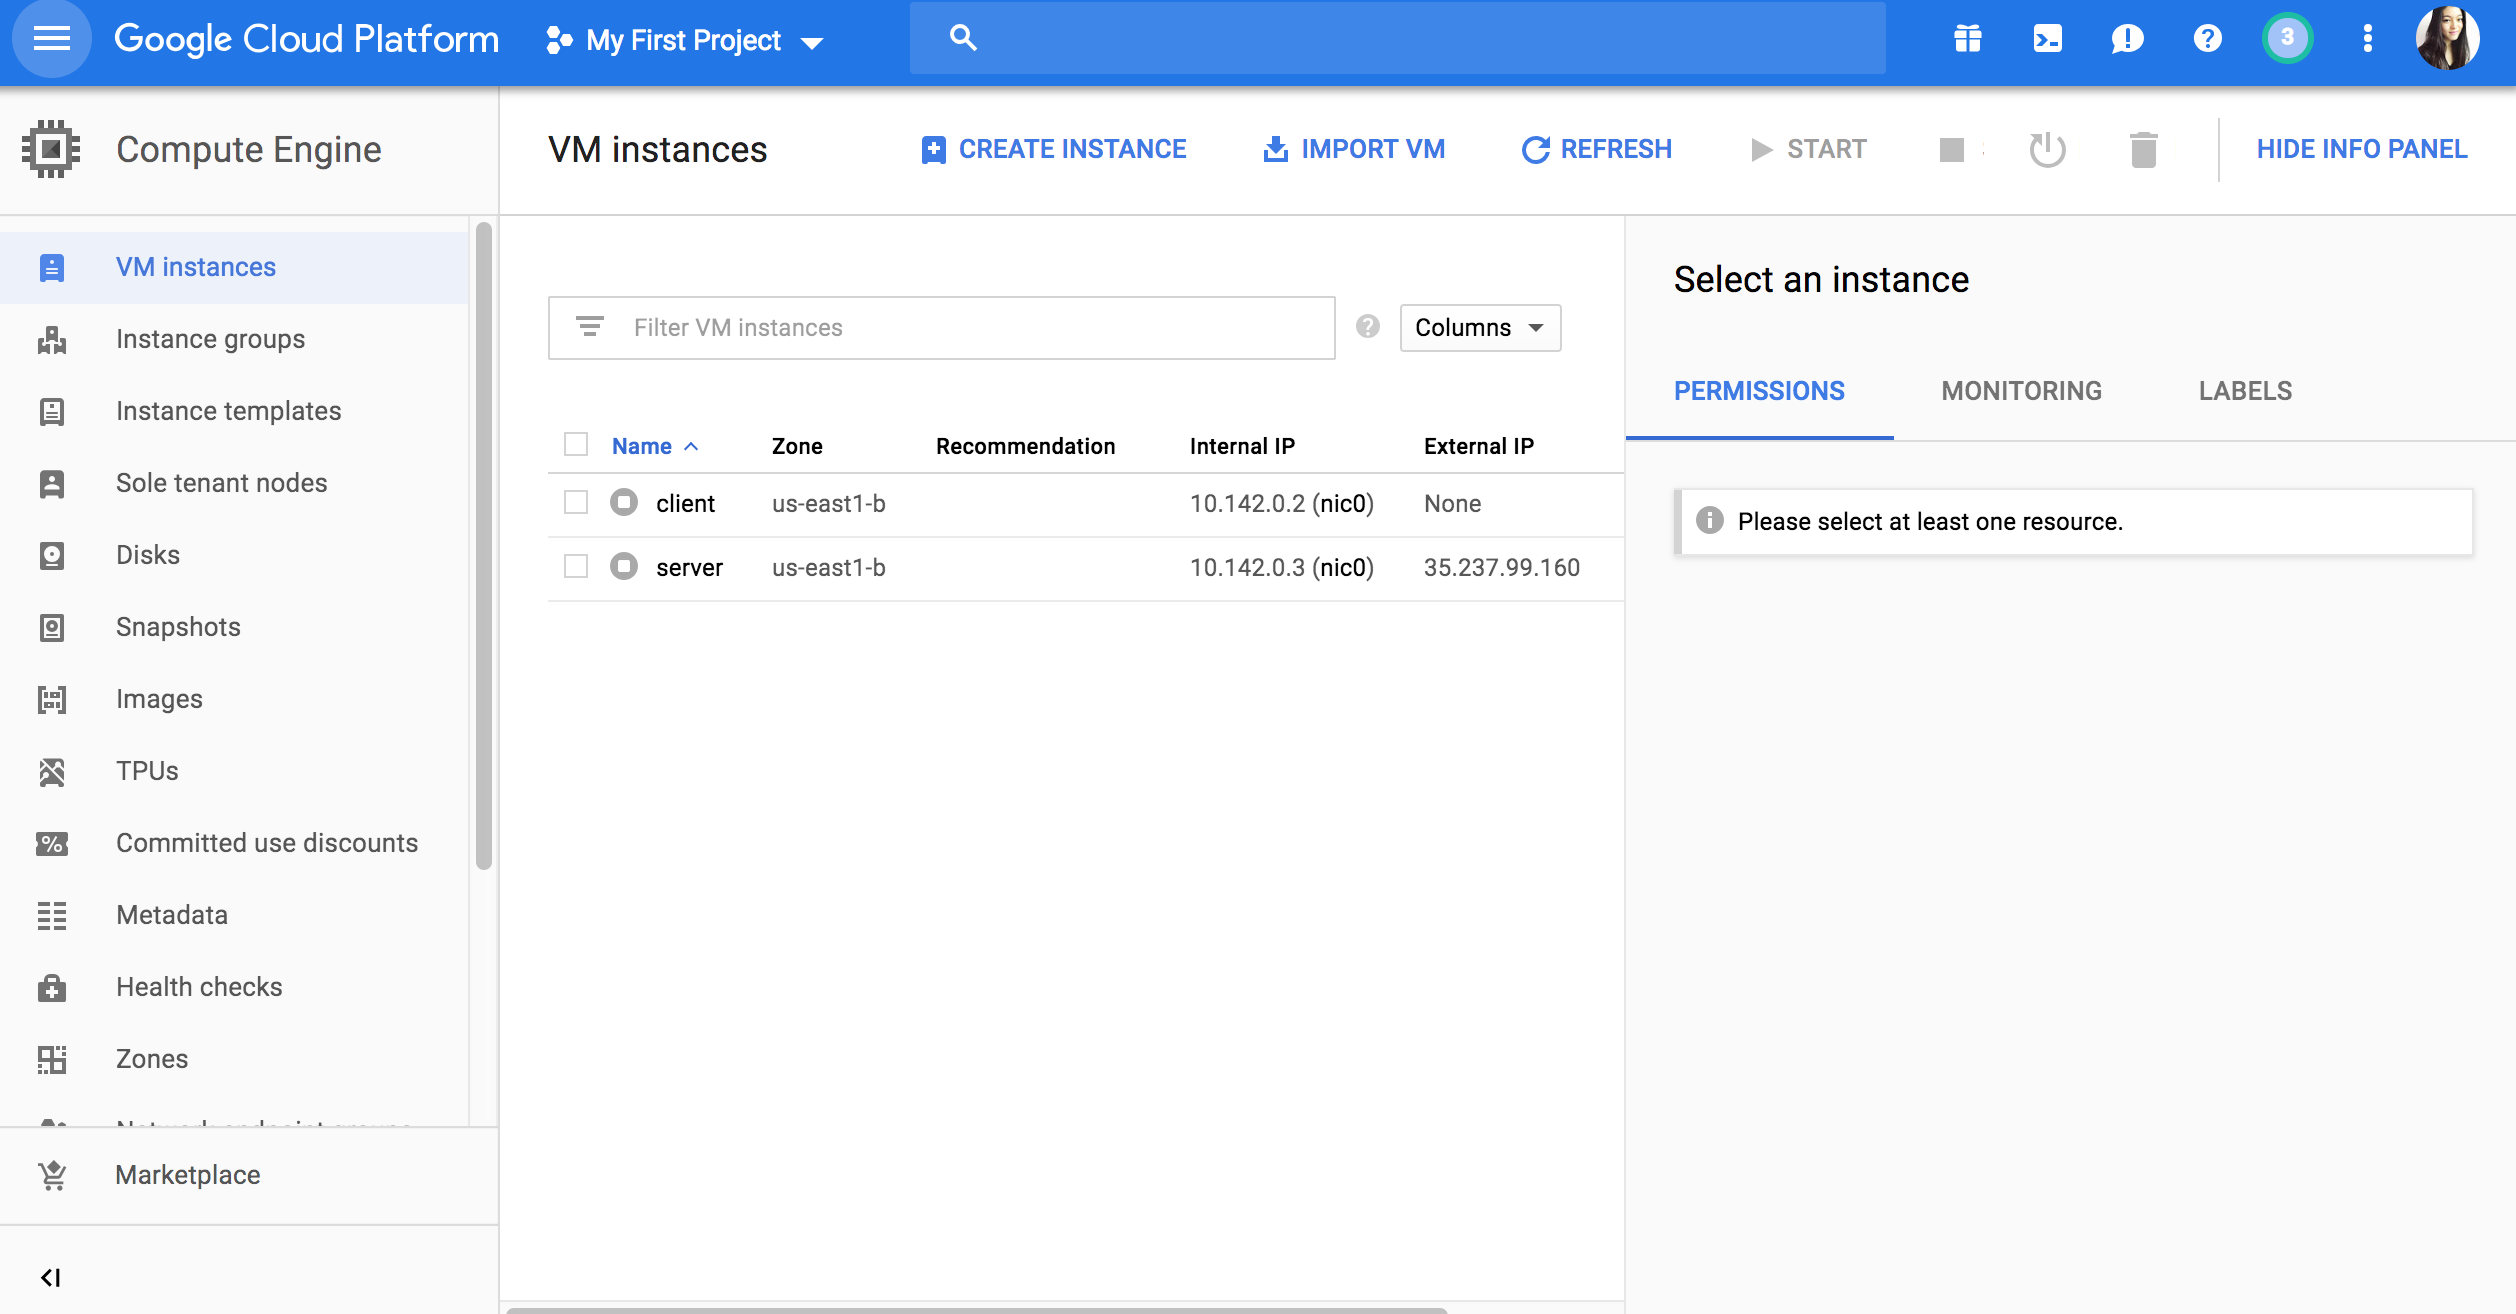 Google Cloud Platform
My First Project
3
Compute Engine
VM instances
CREATE INSTANCE
IMPORT VM
REFRESH
START
HIDE INFO PANEL
VM instances
Instance groups
Instance templates
Sole tenant nodes
Disks
Snapshots
Images
TPUs
Committed use discounts
Metadata
Health checks
Zones
Marketplace
Filter VM instances
Columns
Name Zone Recommendation Internal IP External IP
client us-east1-b 10.142.0.2 (nic0) None
server us-east1-b 10.142.0.3 (nic0) 35.237.99.160
Select an instance
PERMISSIONS MONITORING LABELS
Please select at least one resource.